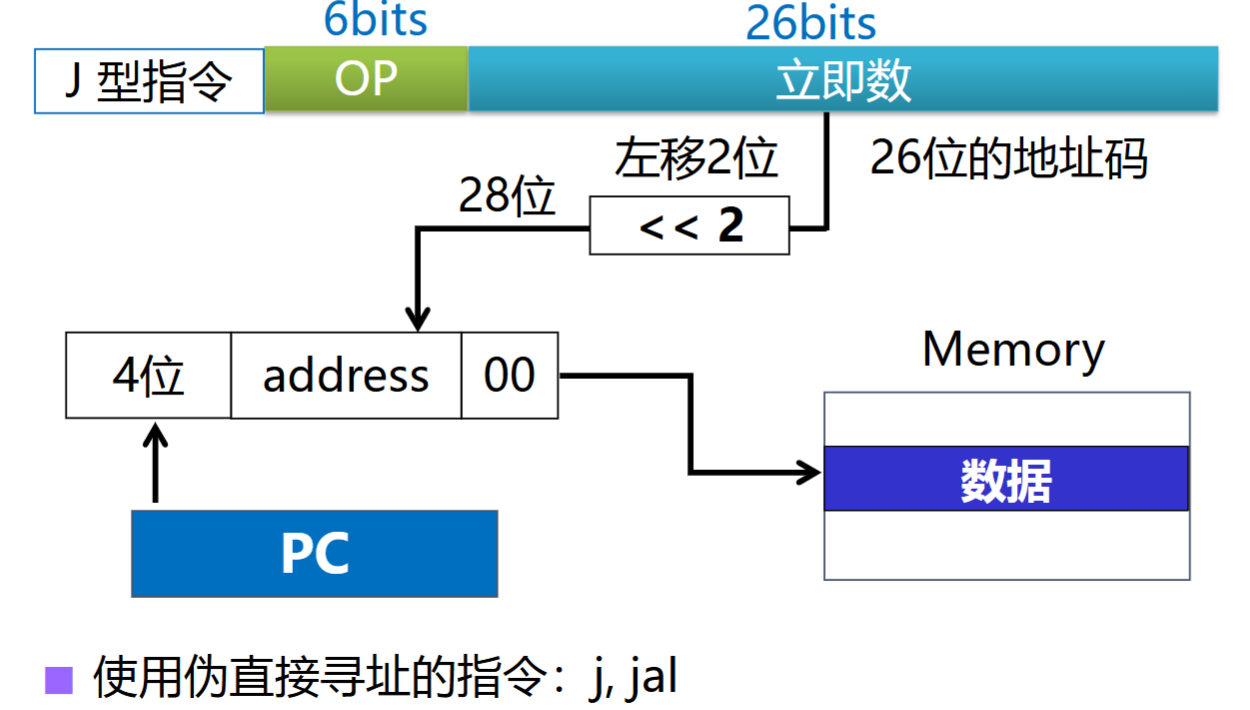 6bits
26bits
J 型指令
OP
立即数
左移2位
26位的地址码
28位
<< 2
4位
address
00
Memory
数据
PC
使用伪直接寻址的指令：j, jal